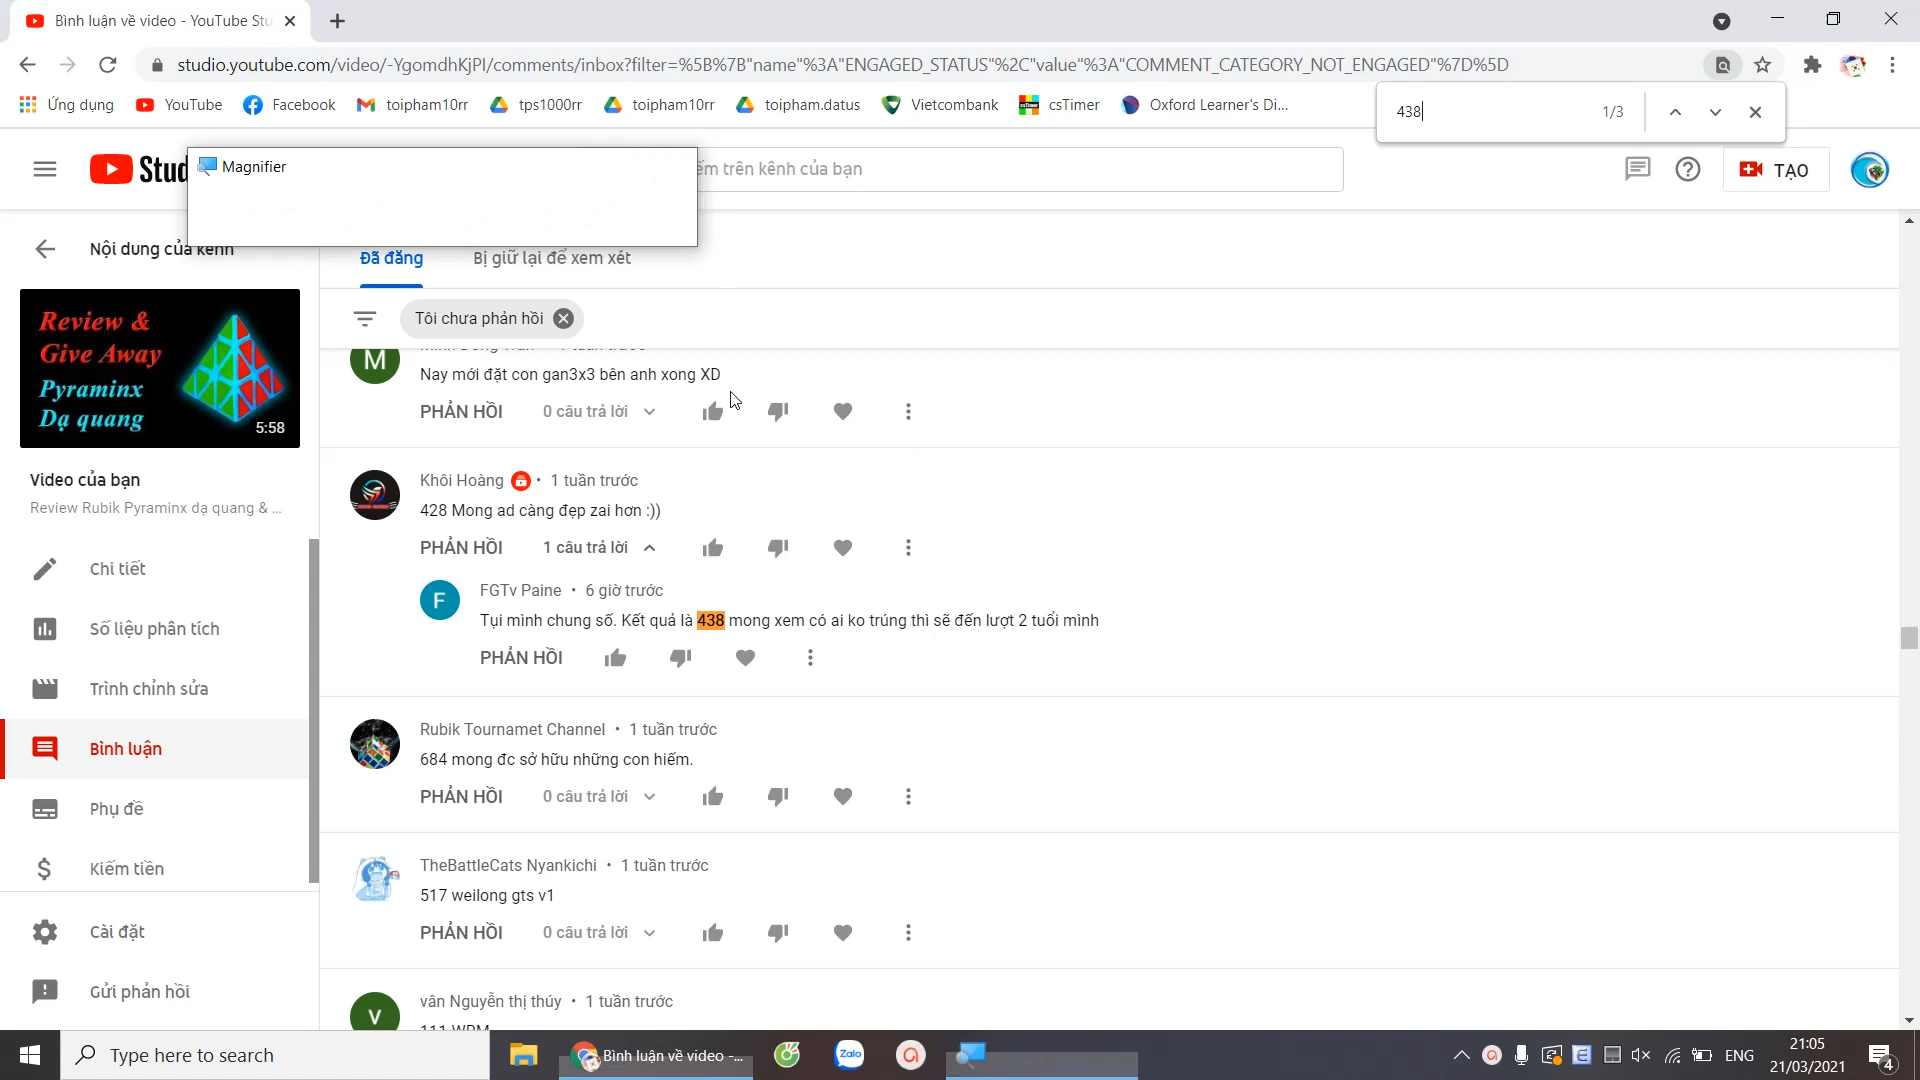 Bình luận về video - YouTube Stu
studio.youtube.com/video/-YgomdhKjPI/comments/inbox?filter=%5B%7B"name"%3A"ENGAGED_STATUS"%2C"value"%3A"COMMENT_CATEGORY_NOT_ENGAGED"%7D%5D
Ứng dụng YouTube Facebook toipham10rr tps1000rr toipham10rr toipham.datus Vietcombank csTimer Oxford Learner's Di...
438 1/3
Stud
Magnifier
ếm trên kênh của bạn
TẠO
Nội dung của kênh
Đã đăng Bị giữ lại để xem xét
Tôi chưa phản hồi
Review &
Give Away
Pyraminx
Dạ quang
5:58
Video của bạn
Review Rubik Pyraminx dạ quang & ...
Chi tiết
Số liệu phân tích
Trình chỉnh sửa
Bình luận
Phụ đề
Kiếm tiền
Cài đặt
Gửi phản hồi
M
Nay mới đặt con gan3x3 bên anh xong XD
PHẢN HỒI 0 câu trả lời
Khôi Hoàng • 1 tuần trước
428 Mong ad càng đẹp zai hơn :))
PHẢN HỒI 1 câu trả lời
F
FGTv Paine • 6 giờ trước
Tụi mình chung số. Kết quả là 438 mong xem có ai ko trúng thì sẽ đến lượt 2 tuổi mình
PHẢN HỒI
Rubik Tournamet Channel • 1 tuần trước
684 mong đc sở hữu những con hiếm.
PHẢN HỒI 0 câu trả lời
TheBattleCats Nyankichi • 1 tuần trước
517 weilong gts v1
PHẢN HỒI 0 câu trả lời
V
vân Nguyễn thị thúy • 1 tuần trước
111 WRM
Type here to search
Bình luận về video -...
Zalo
ENG
21:05
21/03/2021
4